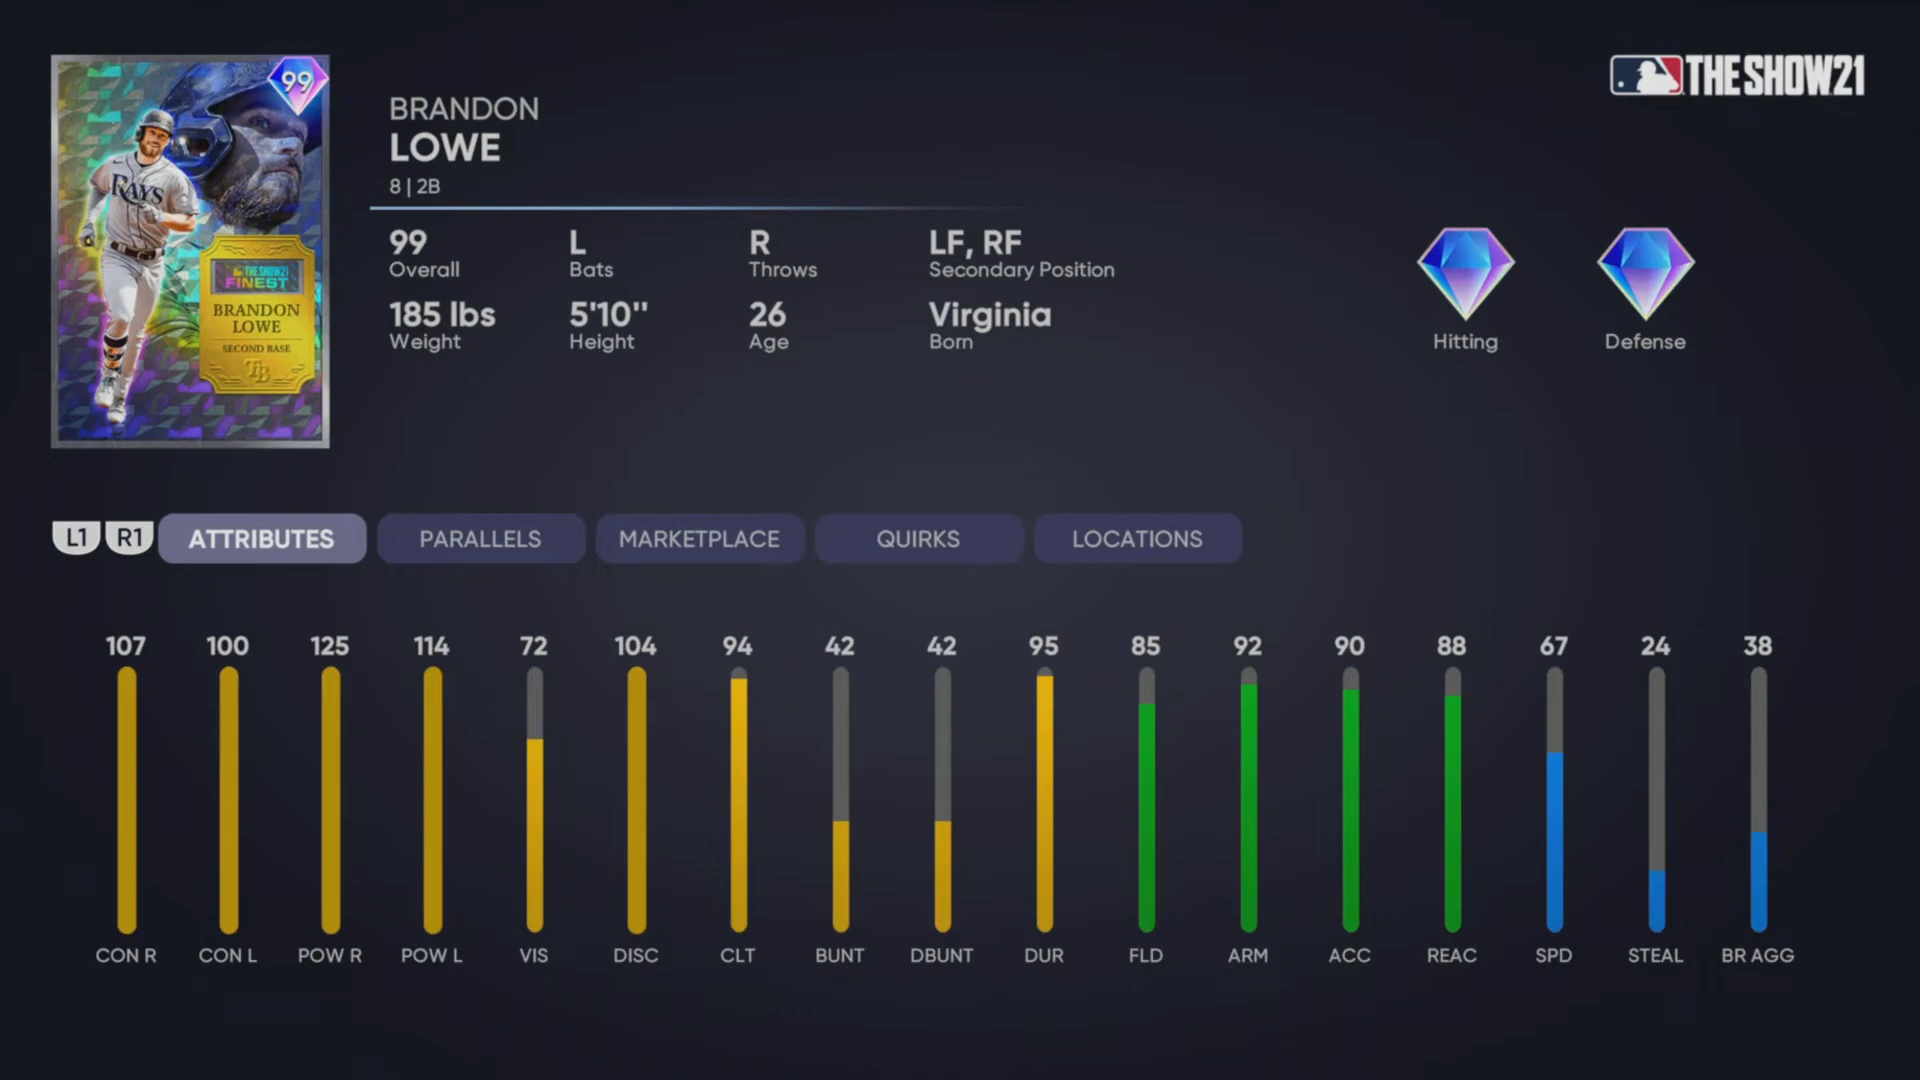 99
RAYS
THE SHOW21
FINEST
BRANDON
LOWE
SECOND BASE
TB
BRANDON
LOWE
8 | 2B
THE SHOW21
99
Overall
L
Bats
R
Throws
LF, RF
Secondary Position
185 lbs
Weight
5'10"
Height
26
Age
Virginia
Born
Hitting
Defense
L1 R1 ATTRIBUTES PARALLELS MARKETPLACE QUIRKS LOCATIONS
107 100 125 114 72 104 94 42 42 95 85 92 90 88 67 24 38
CON R CON L POW R POW L VIS DISC CLT BUNT DBUNT DUR FLD ARM ACC REAC SPD STEAL BR AGG